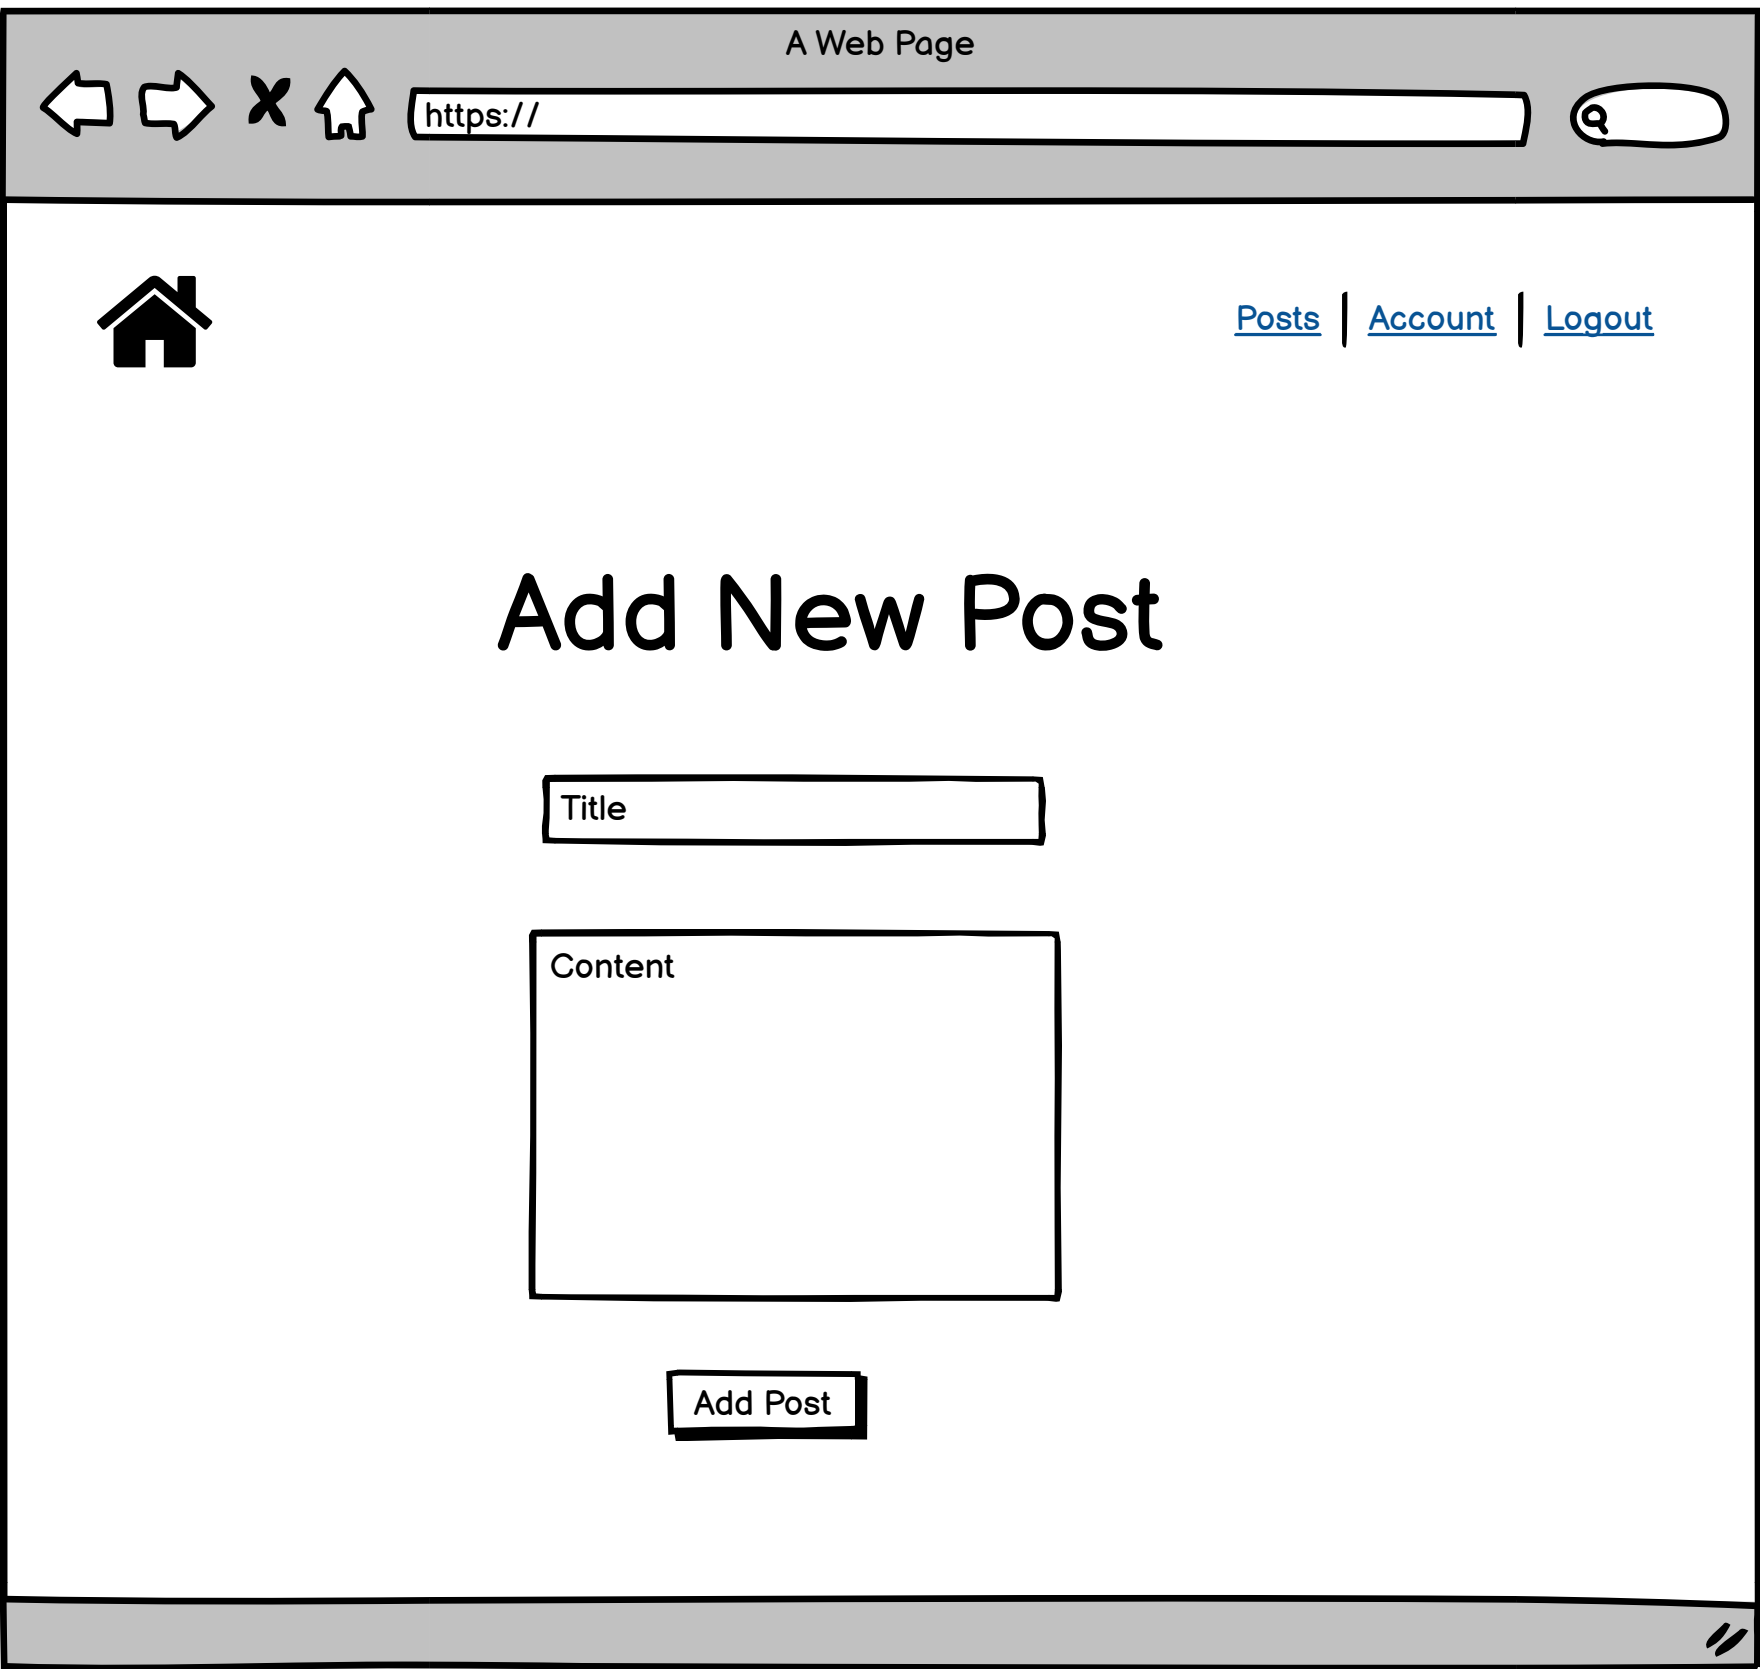 A Web Page
https://
Posts | Account | Logout
Add New Post
Title
Content
Add Post